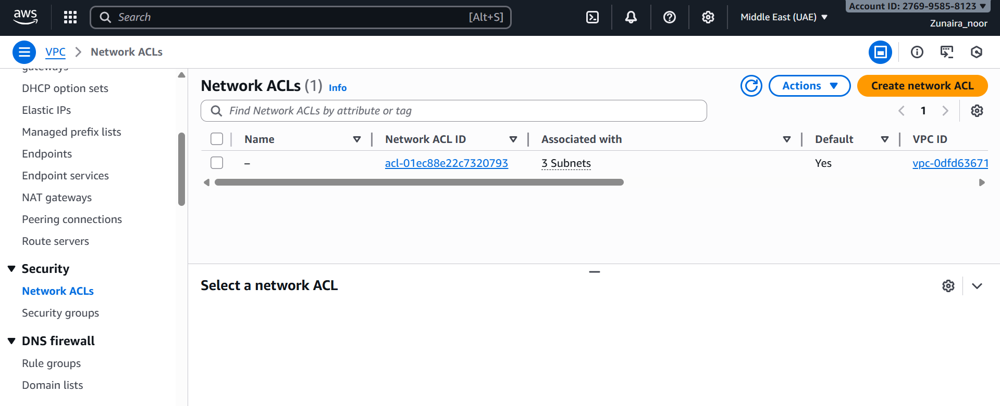 aws
Search [Alt+S]
Middle East (UAE)
Account ID: 2769-9585-8123
Zunaira_noor
VPC Network ACLs
gateways
DHCP option sets
Elastic IPs
Managed prefix lists
Endpoints
Endpoint services
NAT gateways
Peering connections
Route servers
Security
Network ACLs
Security groups
DNS firewall
Rule groups
Domain lists
Network ACLs (1) Info
Actions
Create network ACL
Find Network ACLs by attribute or tag
1
Name Network ACL ID Associated with Default VPC ID
– acl-01ec88e22c7320793 3 Subnets Yes vpc-0dfd63671
Select a network ACL